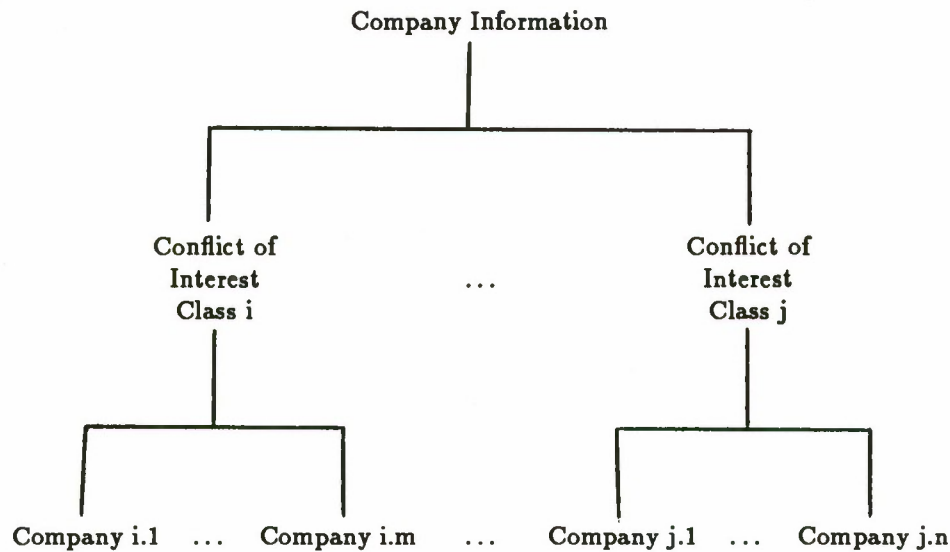 Company Information
Conflict of
Interest
Class i
...
Conflict of
Interest
Class j
Company i.1 ... Company i.m ... Company j.1 ... Company j.n